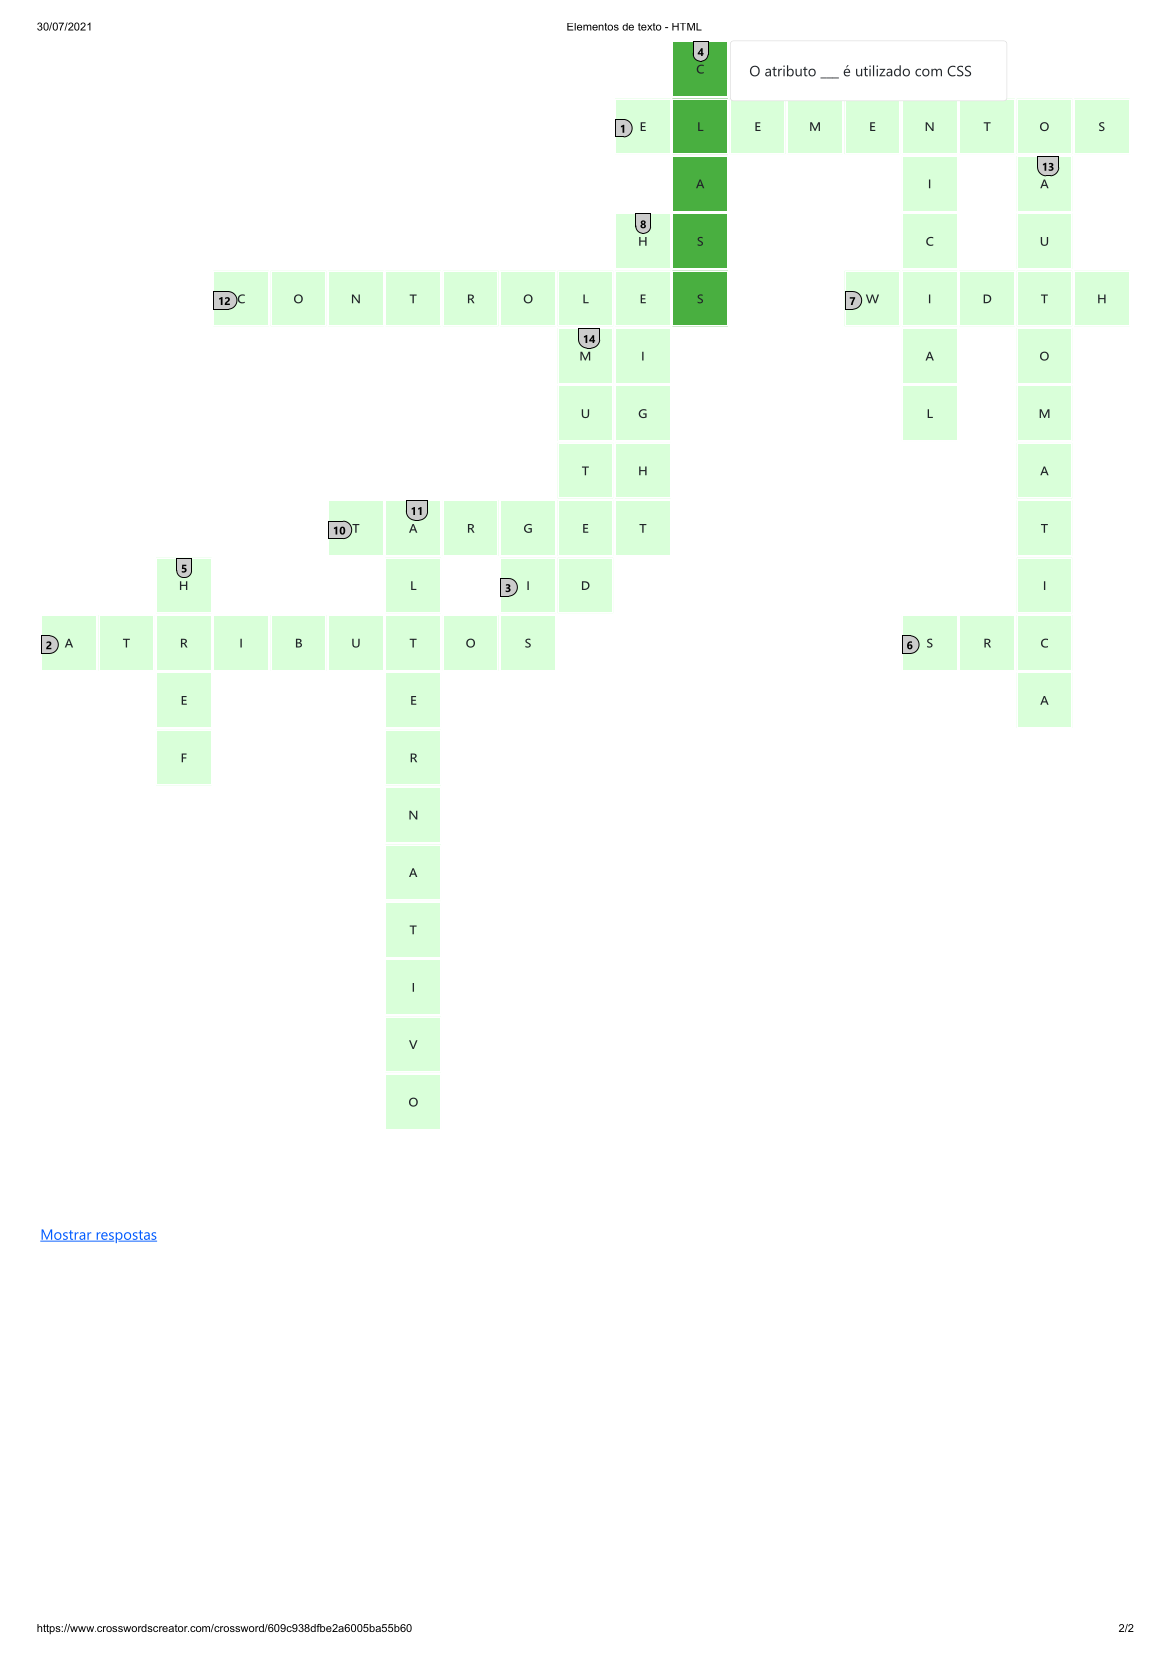 30/07/2021 Elementos de texto - HTML
4
C O atributo ___ é utilizado com CSS
1 E L E M E N T O S
13
A I A
8
H S C U
12 C O N T R O L E S 7 W I D T H
14
M I A O
U G L M
T H A
11
10 T A R G E T T
5
H L 3 I D I
2 A T R I B U T O S 6 S R C
E E A
F R
N
A
T
I
V
O
Mostrar respostas
https://www.crosswordscreator.com/crossword/609c938dfbe2a6005ba55b60 2/2